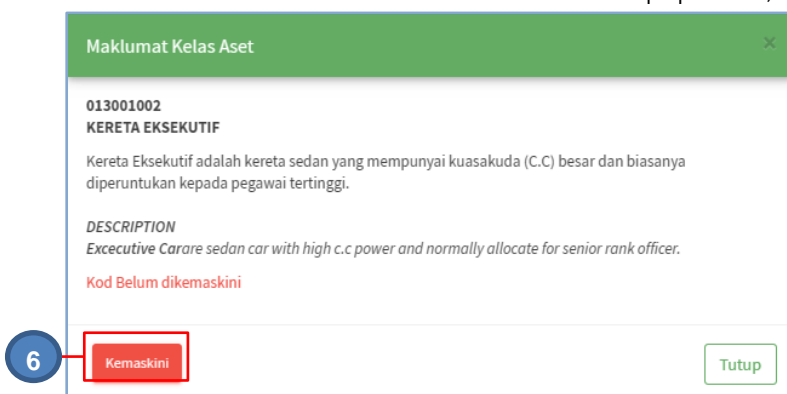 Maklumat Kelas Aset ×
013001002
KERETA EKSEKUTIF
Kereta Eksekutif adalah kereta sedan yang mempunyai kuasakuda (C.C) besar dan biasanya
diperuntukan kepada pegawai tertinggi.
DESCRIPTION
Excecutive Carare sedan car with high c.c power and normally allocate for senior rank officer.
Kod Belum dikemaskini
6 Kemaskini Tutup